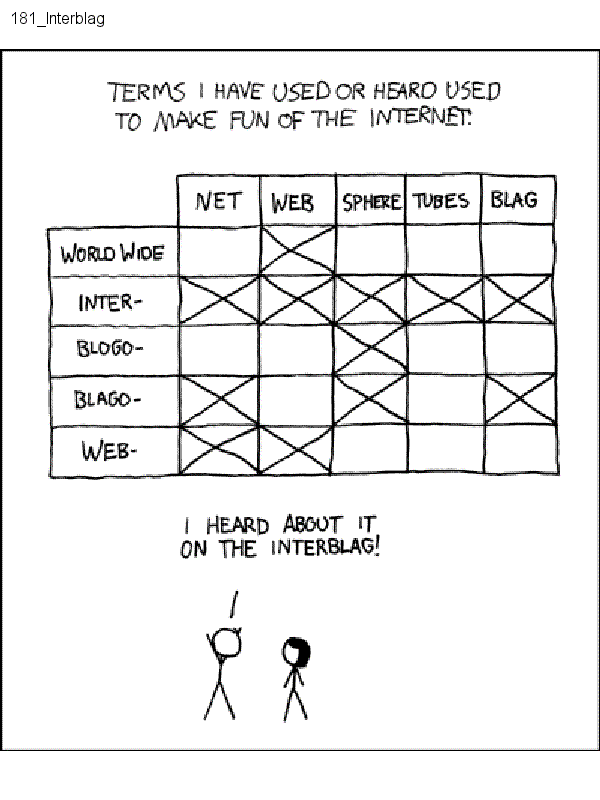 181_Interblag
TERMS I HAVE USED OR HEARD USED
TO MAKE FUN OF THE INTERNET:
NET WEB SPHERE TUBES BLAG
WORLD WIDE
INTER-
BLOGO-
BLAGO-
WEB-
I HEARD ABOUT IT
ON THE INTERBLAG!